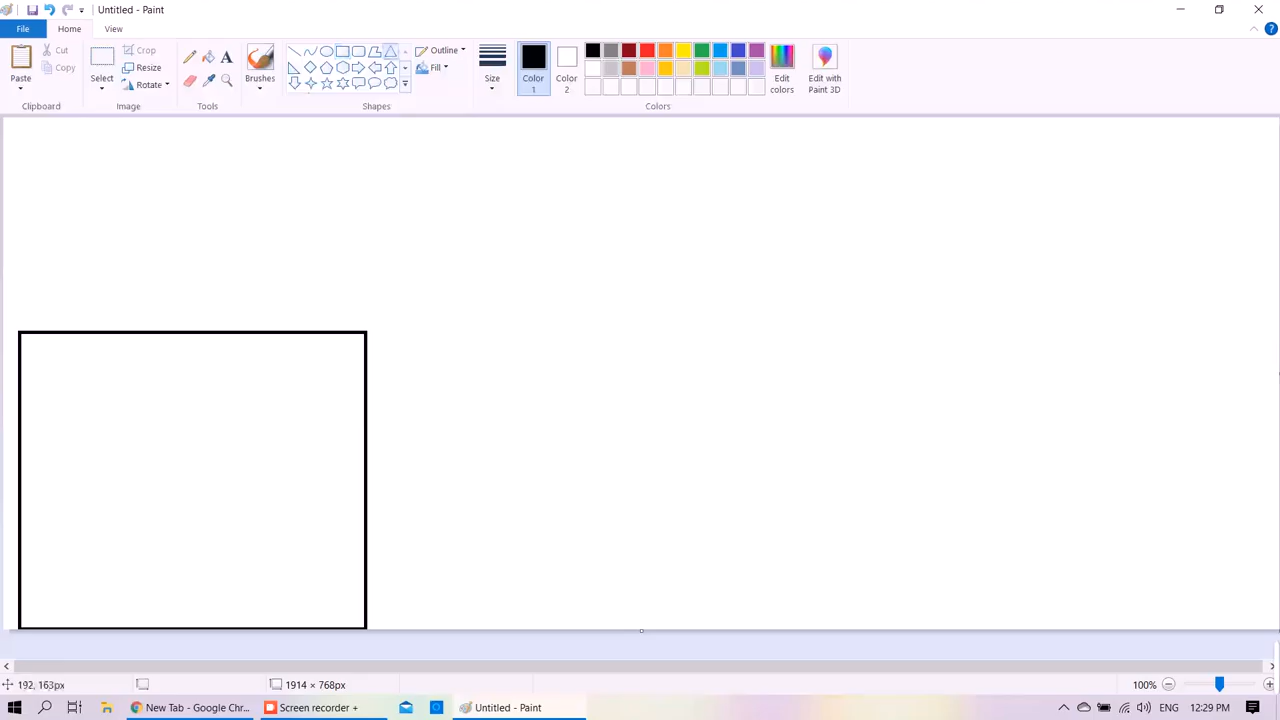 Untitled - Paint
File Home View
Paste
Cut
Copy
Clipboard
Select
Crop
Resize
Rotate
Image
Tools
Brushes
Shapes
Outline
Fill
Size
Color
1
Color
2
Colors
Edit
colors
Edit with
Paint 3D
192, 163px
1914 × 768px
100%
New Tab - Google Chr...
Screen recorder +
Untitled - Paint
ENG
12:29 PM